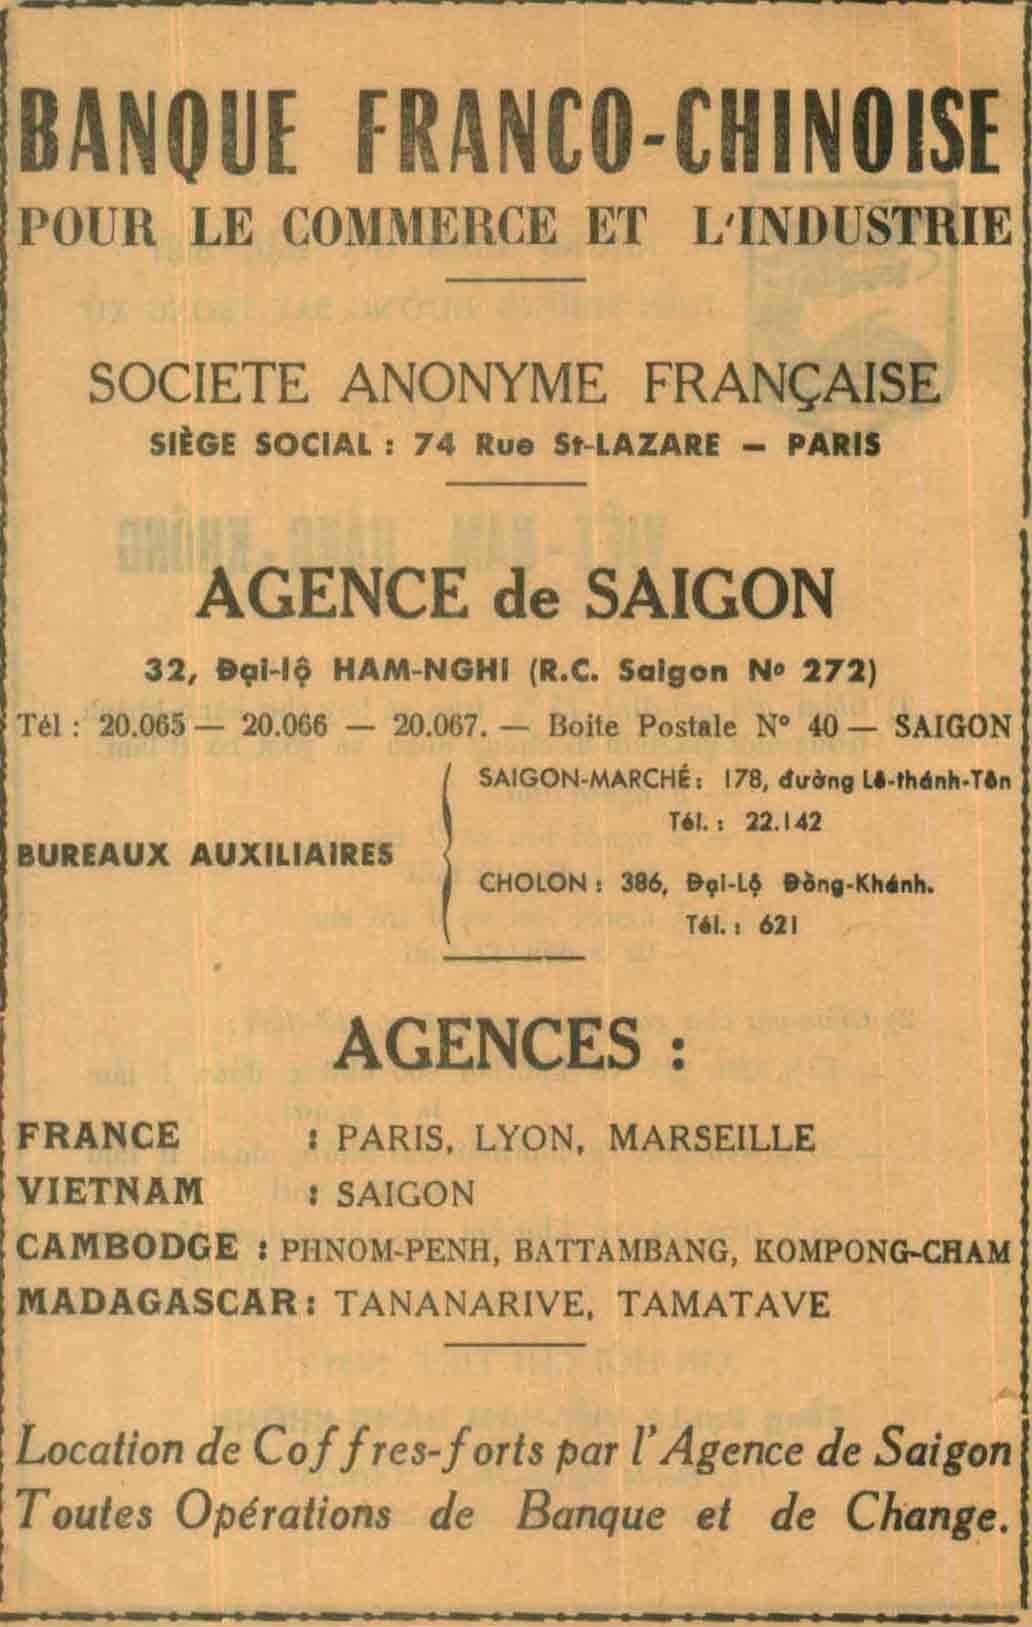 BANQUE FRANCO-CHINOISE
POUR LE COMMERCE ET L'INDUSTRIE
SOCIETE ANONYME FRANÇAISE
SIÈGE SOCIAL : 74 Rue St-LAZARE — PARIS
AGENCE de SAIGON
32, Đại-lộ HAM-NGHI (R.C. Saigon Nº 272)
Tél : 20.065 — 20.066 — 20.067. — Boite Postale N° 40 — SAIGON
BUREAUX AUXILIAIRES
SAIGON-MARCHÉ : 178, đường Lê-thánh-Tôn
Tél. : 22.142
CHOLON : 386, Đại-Lộ Đồng-Khánh.
Tél. : 621
AGENCES :
FRANCE : PARIS, LYON, MARSEILLE
VIETNAM : SAIGON
CAMBODGE : PHNOM-PENH, BATTAMBANG, KOMPONG-CHAM
MADAGASCAR : TANANARIVE, TAMATAVE
Location de Coffres-forts par l'Agence de Saigon
Toutes Opérations de Banque et de Change.